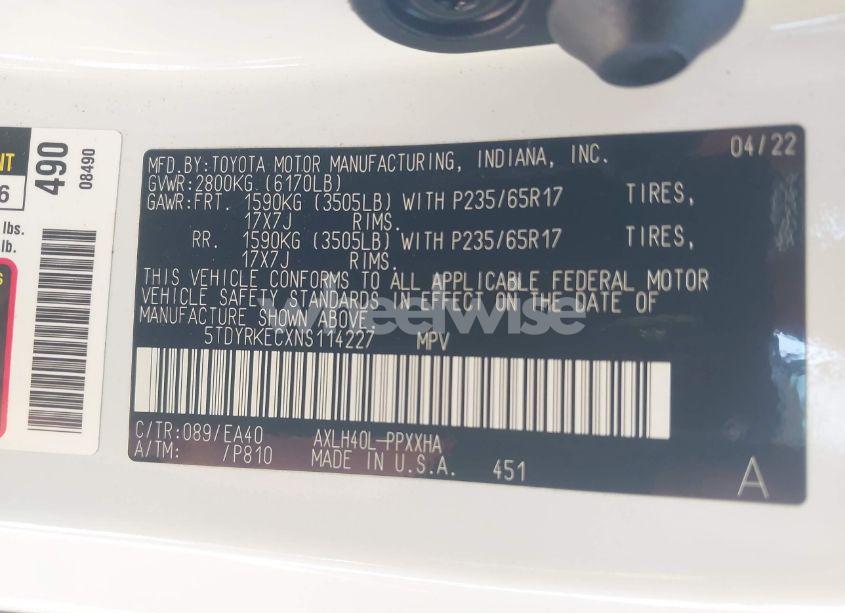 MFD.BY:TOYOTA MOTOR MANUFACTURING, INDIANA, INC. 04/22
GVWR:2800KG (6170LB)
GAWR:FRT. 1590KG (3505LB) WITH P235/65R17 TIRES,
17X7J RIMS.
RR. 1590KG (3505LB) WITH P235/65R17 TIRES,
17X7J RIMS.
THIS VEHICLE CONFORMS TO ALL APPLICABLE FEDERAL MOTOR
VEHICLE SAFETY STANDARDS IN EFFECT ON THE DATE OF
MANUFACTURE SHOWN ABOVE.
5TDYRKECXNS114227 MPV
C/TR:089/EA40 AXLH40L-PPXXHA
A/TM: /P810 MADE IN U.S.A. 451 A
490
08490
6
lbs.
lb.
wheelwise